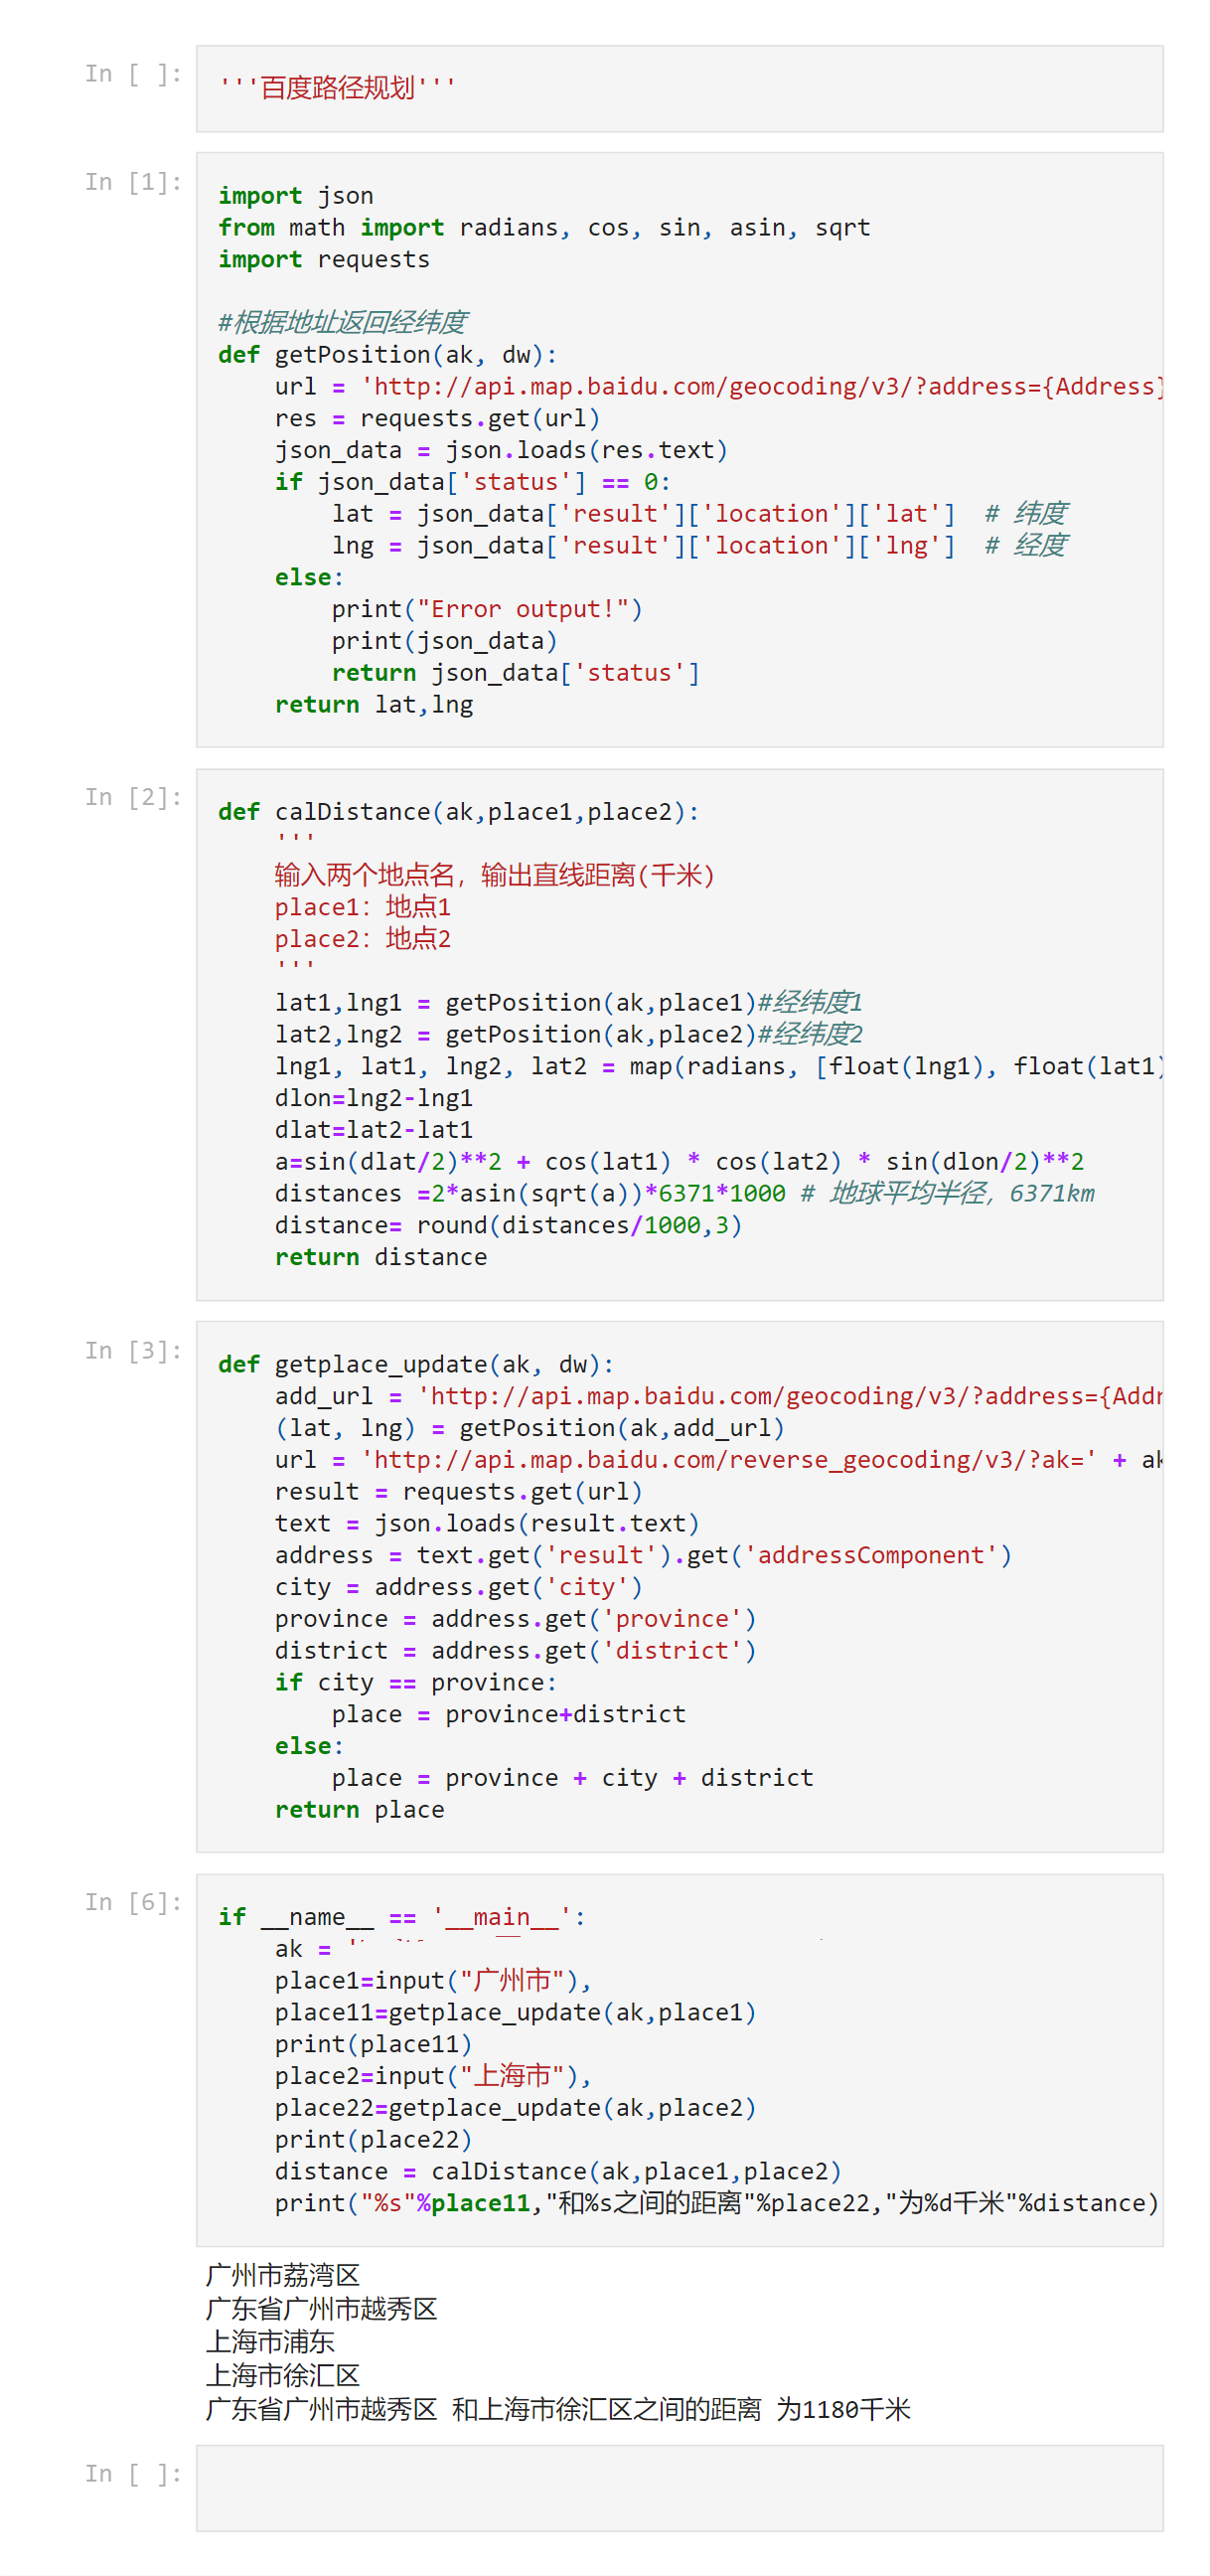 In [ ]:
'''百度路径规划'''
In [1]:
import json
from math import radians, cos, sin, asin, sqrt
import requests
#根据地址返回经纬度
def getPosition(ak, dw):
    url = 'http://api.map.baidu.com/geocoding/v3/?address={Address}
    res = requests.get(url)
    json_data = json.loads(res.text)
    if json_data['status'] == 0:
        lat = json_data['result']['location']['lat']  # 纬度
        lng = json_data['result']['location']['lng']  # 经度
    else:
        print("Error output!")
        print(json_data)
        return json_data['status']
    return lat,lng
In [2]:
def calDistance(ak,place1,place2):
    '''
    输入两个地点名，输出直线距离(千米)
    place1：地点1
    place2：地点2
    '''
    lat1,lng1 = getPosition(ak,place1)#经纬度1
    lat2,lng2 = getPosition(ak,place2)#经纬度2
    lng1, lat1, lng2, lat2 = map(radians, [float(lng1), float(lat1)
    dlon=lng2-lng1
    dlat=lat2-lat1
    a=sin(dlat/2)**2 + cos(lat1) * cos(lat2) * sin(dlon/2)**2
    distances =2*asin(sqrt(a))*6371*1000 # 地球平均半径，6371km
    distance= round(distances/1000,3)
    return distance
In [3]:
def getplace_update(ak, dw):
    add_url = 'http://api.map.baidu.com/geocoding/v3/?address={Addr
    (lat, lng) = getPosition(ak,add_url)
    url = 'http://api.map.baidu.com/reverse_geocoding/v3/?ak=' + ak
    result = requests.get(url)
    text = json.loads(result.text)
    address = text.get('result').get('addressComponent')
    city = address.get('city')
    province = address.get('province')
    district = address.get('district')
    if city == province:
        place = province+district
    else:
        place = province + city + district
    return place
In [6]:
if __name__ == '__main__':
    ak = '
    place1=input("广州市"),
    place11=getplace_update(ak,place1)
    print(place11)
    place2=input("上海市"),
    place22=getplace_update(ak,place2)
    print(place22)
    distance = calDistance(ak,place1,place2)
    print("%s"%place11,"和%s之间的距离"%place22,"为%d千米"%distance)
广州市荔湾区
广东省广州市越秀区
上海市浦东
上海市徐汇区
广东省广州市越秀区 和上海市徐汇区之间的距离 为1180千米
In [ ]: